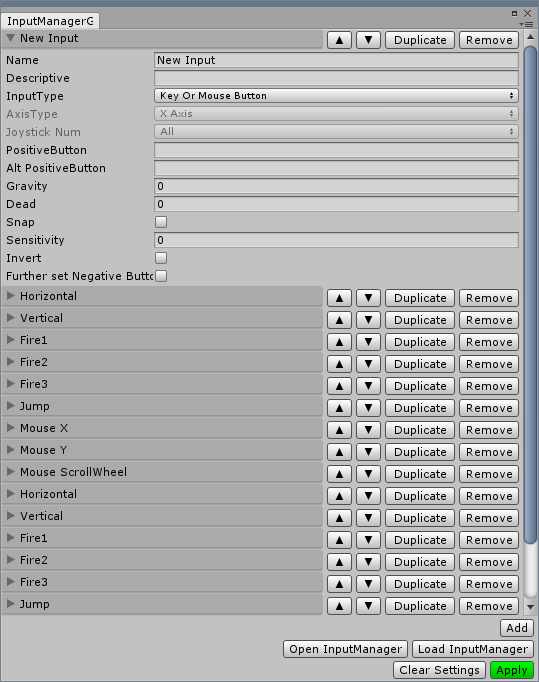 InputManagerG
New Input ▲ ▼ Duplicate Remove
Name New Input
Descriptive
InputType Key Or Mouse Button
AxisType X Axis
Joystick Num All
PositiveButton
Alt PositiveButton
Gravity 0
Dead 0
Snap
Sensitivity 0
Invert
Further set Negative Butto
Horizontal ▲ ▼ Duplicate Remove
Vertical ▲ ▼ Duplicate Remove
Fire1 ▲ ▼ Duplicate Remove
Fire2 ▲ ▼ Duplicate Remove
Fire3 ▲ ▼ Duplicate Remove
Jump ▲ ▼ Duplicate Remove
Mouse X ▲ ▼ Duplicate Remove
Mouse Y ▲ ▼ Duplicate Remove
Mouse ScrollWheel ▲ ▼ Duplicate Remove
Horizontal ▲ ▼ Duplicate Remove
Vertical ▲ ▼ Duplicate Remove
Fire1 ▲ ▼ Duplicate Remove
Fire2 ▲ ▼ Duplicate Remove
Fire3 ▲ ▼ Duplicate Remove
Jump ▲ ▼ Duplicate Remove
Add
Open InputManager Load InputManager
Clear Settings Apply